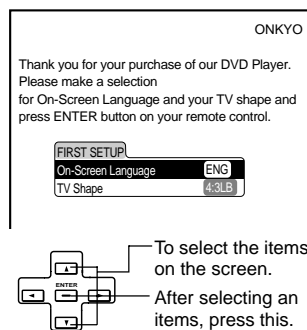 ONKYO
Thank you for your purchase of our DVD Player.
Please make a selection
for On-Screen Language and your TV shape and
press ENTER button on your remote control.
FIRST SETUP
On-Screen Language ENG
TV Shape 4:3LB
To select the items
on the screen.
ENTER
After selecting an
items, press this.